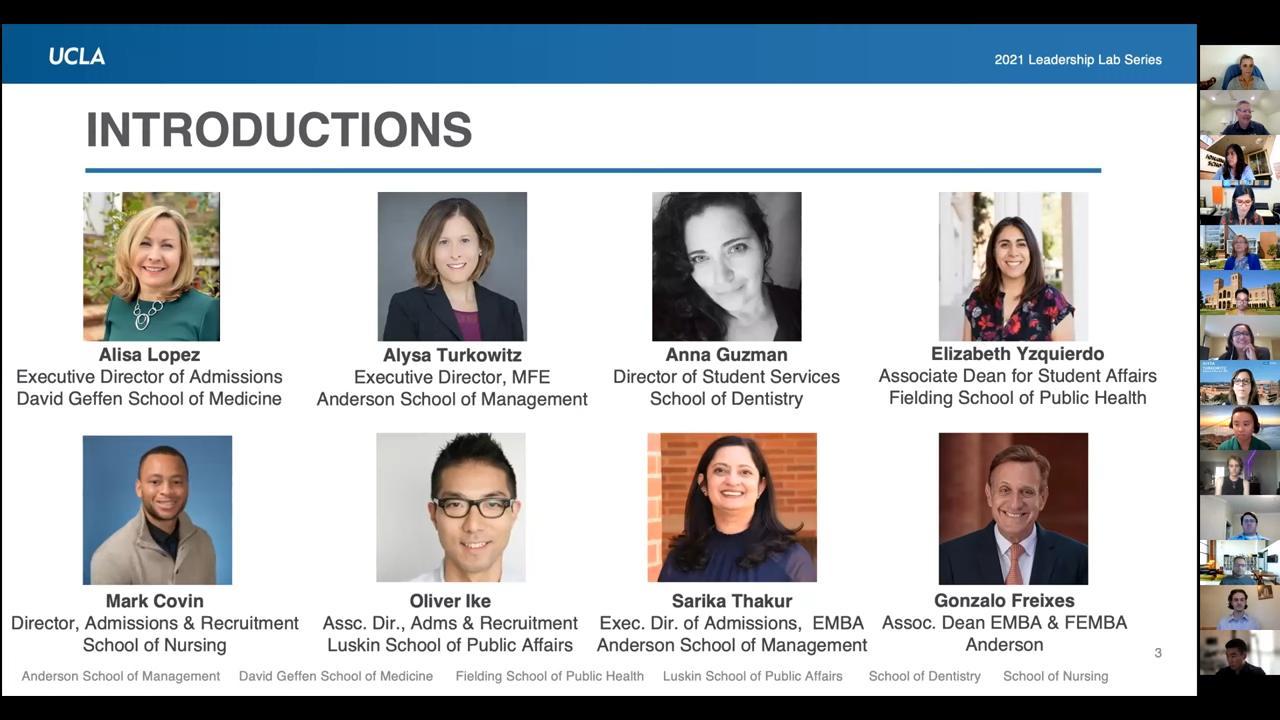 UCLA
2021 Leadership Lab Series
INTRODUCTIONS
Alisa Lopez
Executive Director of Admissions
David Geffen School of Medicine
Alysa Turkowitz
Executive Director, MFE
Anderson School of Management
Anna Guzman
Director of Student Services
School of Dentistry
Elizabeth Yzquierdo
Associate Dean for Student Affairs
Fielding School of Public Health
Mark Covin
Director, Admissions & Recruitment
School of Nursing
Oliver Ike
Assc. Dir., Adms & Recruitment
Luskin School of Public Affairs
Sarika Thakur
Exec. Dir. of Admissions, EMBA
Anderson School of Management
Gonzalo Freixes
Assoc. Dean EMBA & FEMBA
Anderson
3
Anderson School of Management David Geffen School of Medicine Fielding School of Public Health Luskin School of Public Affairs School of Dentistry School of Nursing